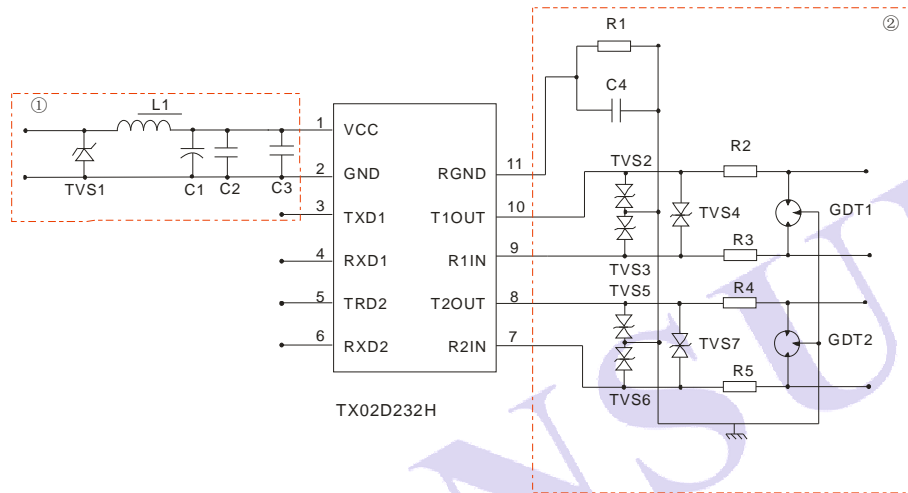 ①
L1
TVS1
C1
C2
C3
1
VCC
2
GND
3
TXD1
4
RXD1
5
TRD2
6
RXD2
RGND
11
T1OUT
10
R1IN
9
T2OUT
8
R2IN
7
TX02D232H
②
R1
C4
TVS2
R2
TVS4
GDT1
TVS3
R3
TVS5
R4
TVS7
GDT2
TVS6
R5
NSU